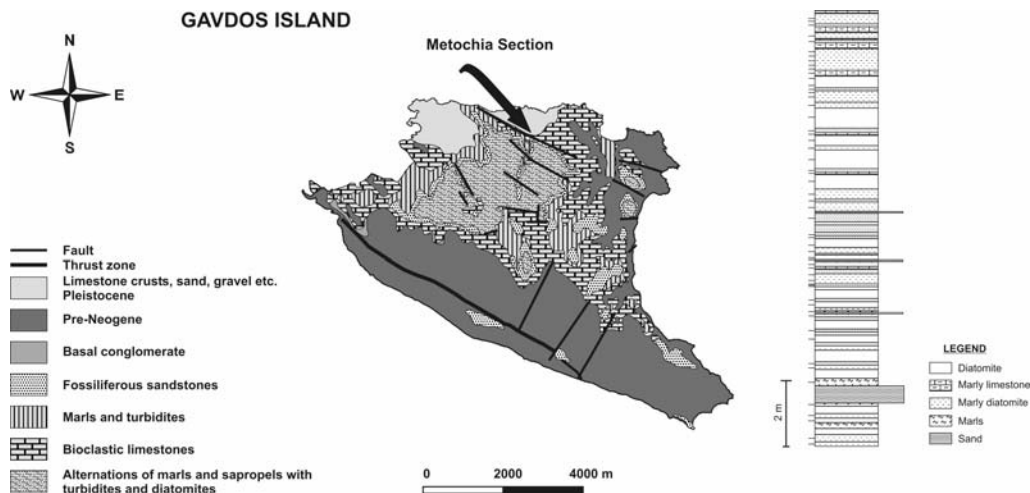 GAVDOS ISLAND
Metochia Section
N
W E
S
Fault
Thrust zone
Limestone crusts, sand, gravel etc.
Pleistocene
Pre-Neogene
Basal conglomerate
Fossiliferous sandstones
Marls and turbidites
Bioclastic limestones
Alternations of marls and sapropels with
turbidites and diatomites
0 2000 4000 m
2 m
LEGEND
Diatomite
Marly limestone
Marly diatomite
Marls
Sand